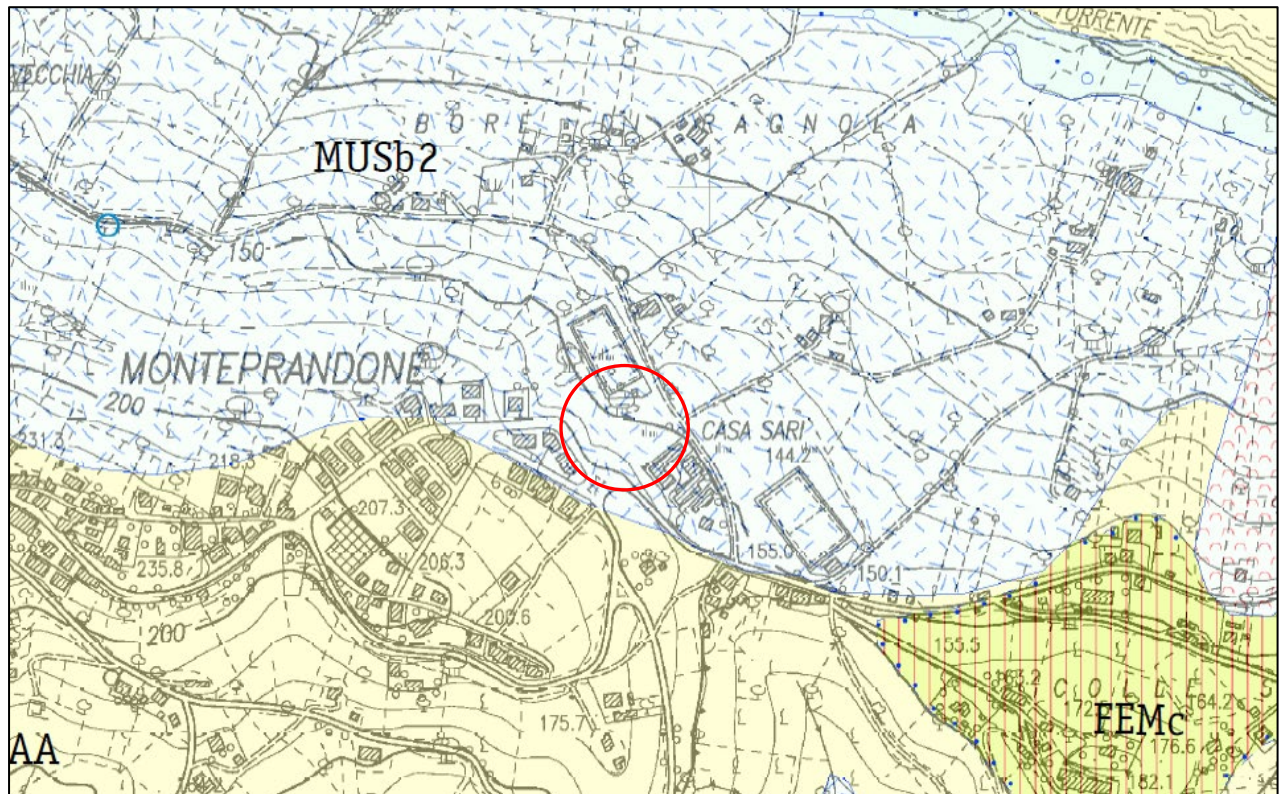 TORRENTE
VECCHIA
MUSb2
150
MONTEPRANDONE
200
CASA SARI
144.
231.3
218.3
207.3
235.8
206.3
155.0
150.1
200
200.6
155.5
163.2
COLLE
172.
164.2
175.7
FEMc
176.6
AA
182.1